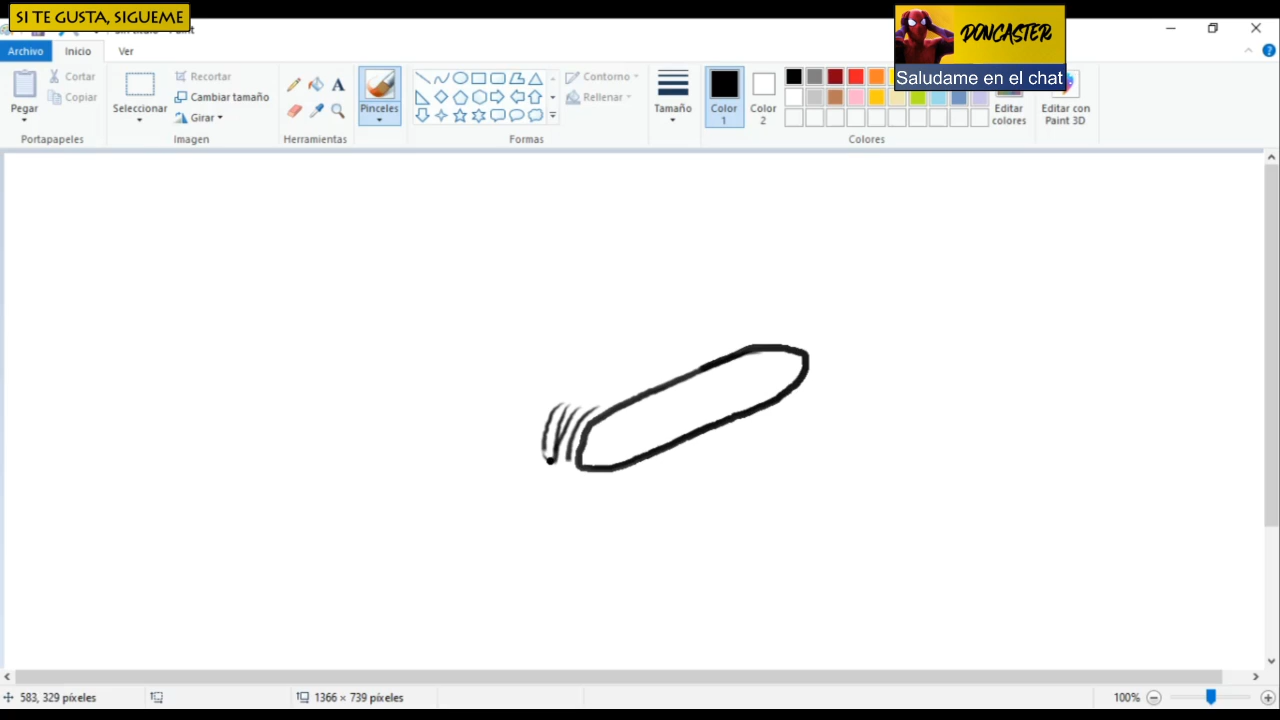 SI TE GUSTA, SIGUEME
DONCASTER
Saludame en el chat
Archivo
Inicio
Ver
Pegar
Cortar
Copiar
Portapapeles
Seleccionar
Recortar
Cambiar tamaño
Girar
Imagen
A
Herramientas
Pinceles
Formas
Contorno
Rellenar
Tamaño
Color
1
Color
2
Colores
Editar
colores
Editar con
Paint 3D
583, 329 píxeles
1366 × 739 píxeles
100%